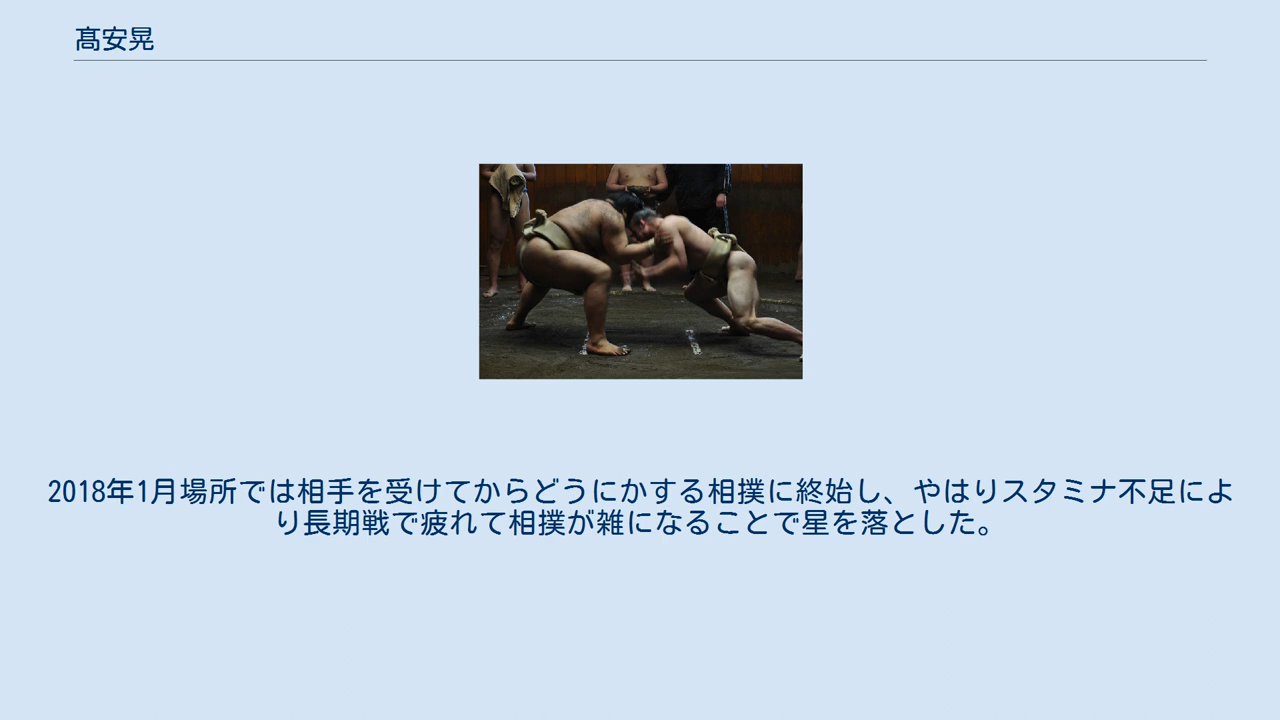 髙安晃
2018年1月場所では相手を受けてからどうにかする相撲に終始し、やはりスタミナ不足によ
り長期戦で疲れて相撲が雑になることで星を落とした。